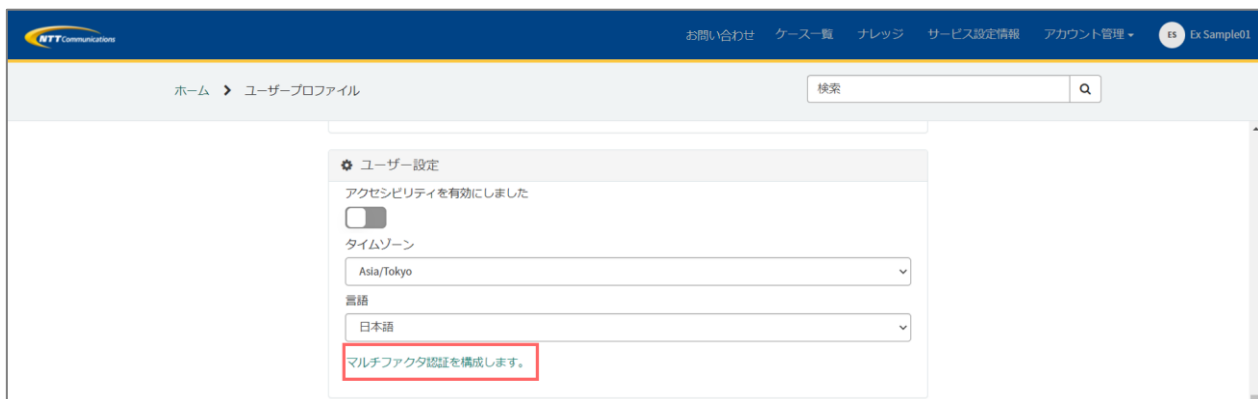 NTT Communications
お問い合わせ ケース一覧 ナレッジ サービス設定情報 アカウント管理 ES Ex Sample01
ホーム ユーザープロファイル 検索
ユーザー設定
アクセシビリティを有効にしました
タイムゾーン
Asia/Tokyo
言語
日本語
マルチファクタ認証を構成します。